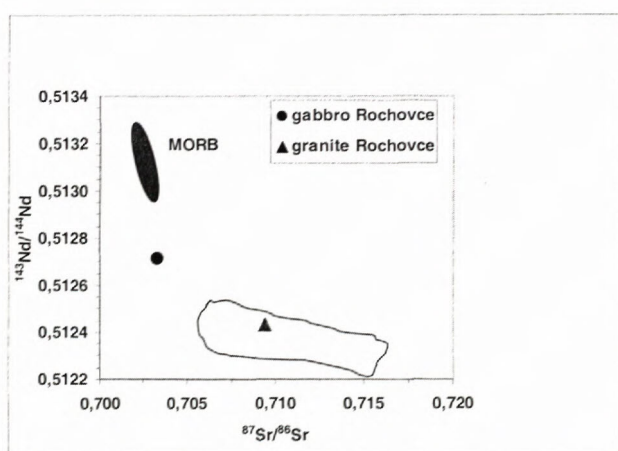 0,5134
0,5132
0,5130
0,5128
0,5126
0,5124
0,5122
¹⁴³Nd/¹⁴⁴Nd
● gabbro Rochovce
▲ granite Rochovce
MORB
0,700 0,705 0,710 0,715 0,720
⁸⁷Sr/⁸⁶Sr